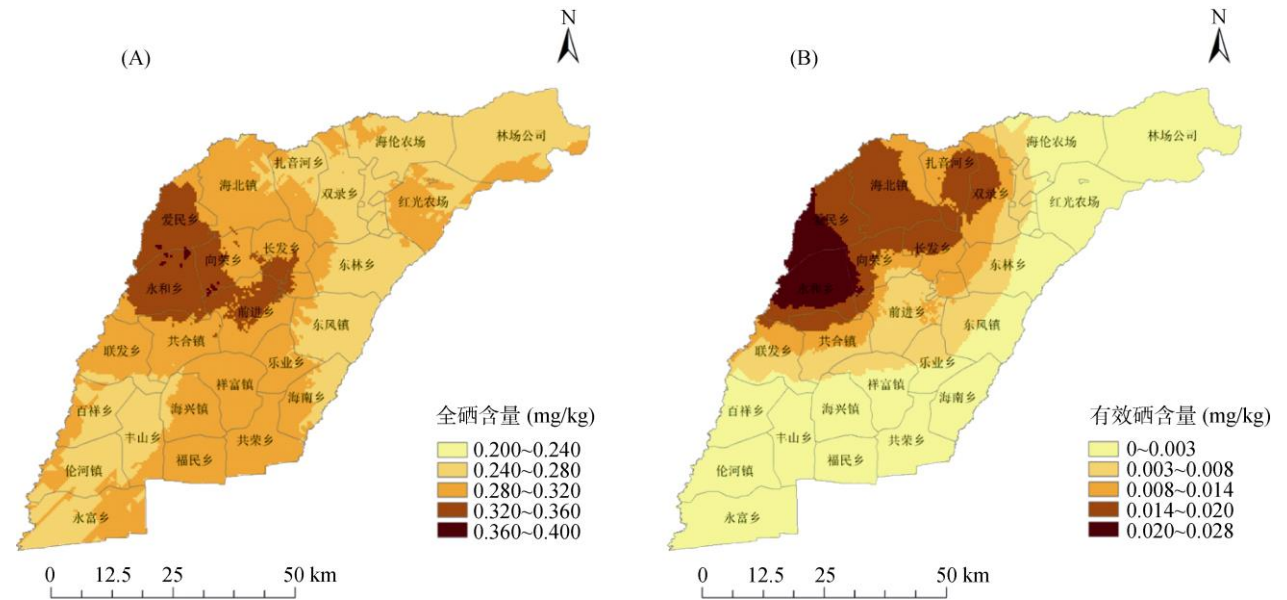 (A)
N
林场公司
海伦农场
扎音河乡
海北镇
双录乡
红光农场
爱民乡
长发乡
向荣乡
东林乡
永和乡
前进乡
东风镇
共合镇
联发乡
乐业乡
祥富镇
海南乡
百祥乡
海兴镇
丰山乡
共荣乡
福民乡
伦河镇
永富乡
全硒含量 (mg/kg)
0.200~0.240
0.240~0.280
0.280~0.320
0.320~0.360
0.360~0.400
0 12.5 25 50 km
(B)
N
林场公司
海伦农场
扎音河乡
海北镇
双录乡
红光农场
爱民乡
长发乡
向荣乡
东林乡
永和乡
前进乡
东风镇
共合镇
联发乡
乐业乡
祥富镇
海南乡
百祥乡
海兴镇
丰山乡
共荣乡
福民乡
伦河镇
永富乡
有效硒含量 (mg/kg)
0~0.003
0.003~0.008
0.008~0.014
0.014~0.020
0.020~0.028
0 12.5 25 50 km